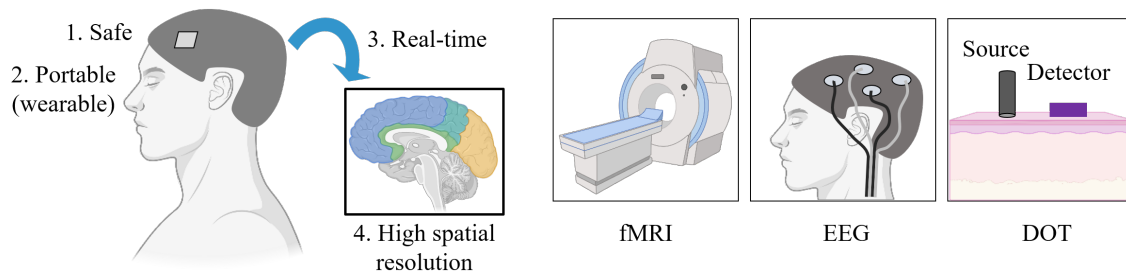 1. Safe
2. Portable
(wearable)
3. Real-time
4. High spatial
resolution
fMRI
EEG
Source
Detector
DOT